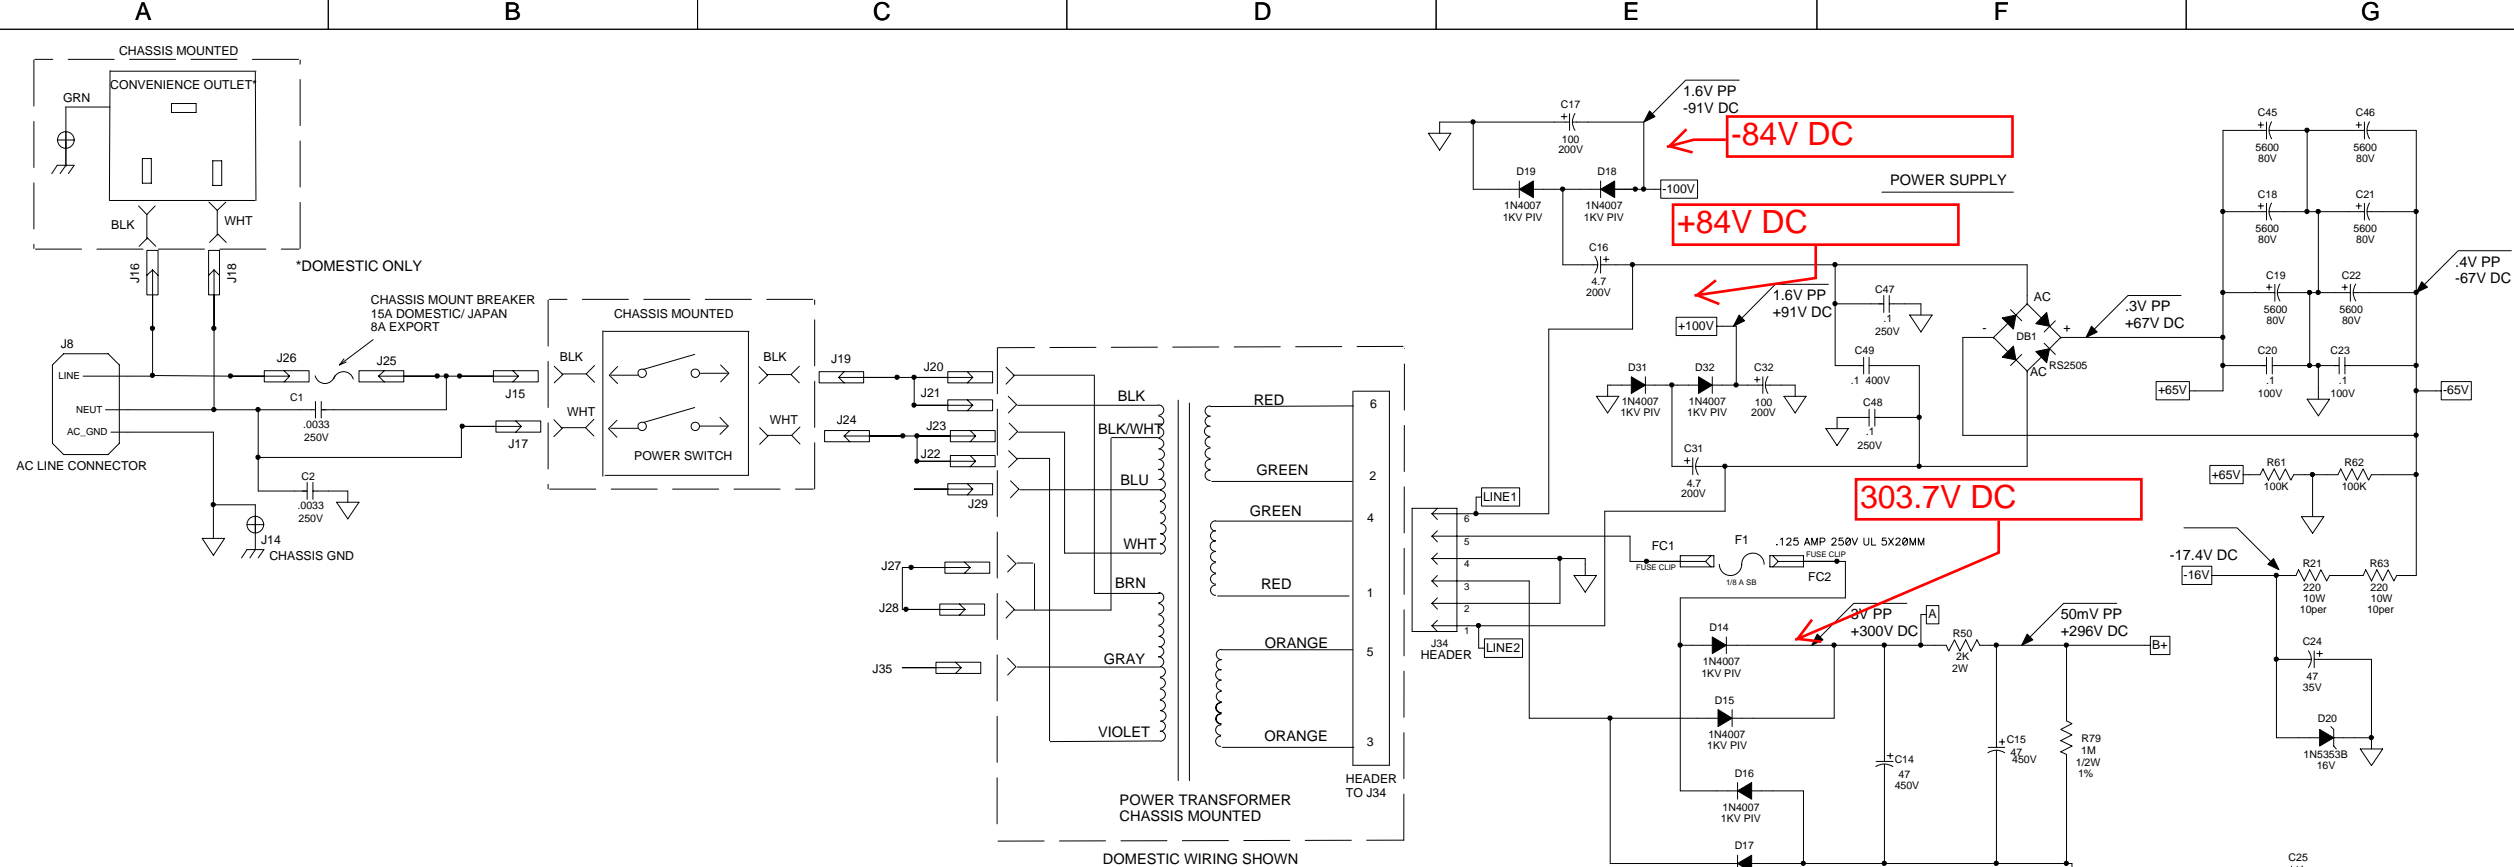 A B C D E F G
CHASSIS MOUNTED
CONVENIENCE OUTLET*
GRN
BLK
WHT
J16
J18
*DOMESTIC ONLY
CHASSIS MOUNT BREAKER
15A DOMESTIC/ JAPAN
8A EXPORT
J8
LINE
NEUT
AC_GND
AC LINE CONNECTOR
J26
J25
C1
.0033
250V
C2
.0033
250V
J14
CHASSIS GND
J15
J17
CHASSIS MOUNTED
BLK
WHT
BLK
WHT
POWER SWITCH
J19
J20
J21
J24
J23
J22
J29
J27
J28
J35
BLK
BLK/WHT
BLU
WHT
BRN
GRAY
VIOLET
RED
GREEN
GREEN
RED
ORANGE
ORANGE
6
2
4
1
5
3
HEADER
TO J34
POWER TRANSFORMER
CHASSIS MOUNTED
DOMESTIC WIRING SHOWN
6
5
4
3
2
1
J34
HEADER
LINE1
LINE2
C17
100
200V
1.6V PP
-91V DC
-84V DC
D19
1N4007
1KV PIV
D18
1N4007
1KV PIV
-100V
POWER SUPPLY
+84V DC
C16
4.7
200V
1.6V PP
+91V DC
+100V
D31
1N4007
1KV PIV
D32
1N4007
1KV PIV
C32
100
200V
C31
4.7
200V
C47
.1
250V
C49
.1 400V
C48
.1
250V
AC
-
+
DB1
RS2505
AC
.3V PP
+67V DC
303.7V DC
FC1
FUSE CLIP
F1
1/8 A SB
.125 AMP 250V UL 5X20MM
FUSE CLIP
FC2
3V PP
+300V DC
A
R50
2K
2W
50mV PP
+296V DC
B+
D14
1N4007
1KV PIV
D15
1N4007
1KV PIV
D16
1N4007
1KV PIV
D17
C14
47
450V
C15
47
450V
R79
1M
1/2W
1%
C45
5600
80V
C46
5600
80V
C18
5600
80V
C21
5600
80V
C19
5600
80V
C22
5600
80V
C20
.1
100V
C23
.1
100V
.4V PP
-67V DC
+65V
-65V
+65V
R61
100K
R62
100K
-17.4V DC
-16V
R21
220
10W
10per
R63
220
10W
10per
C24
47
35V
D20
1N5353B
16V
C25